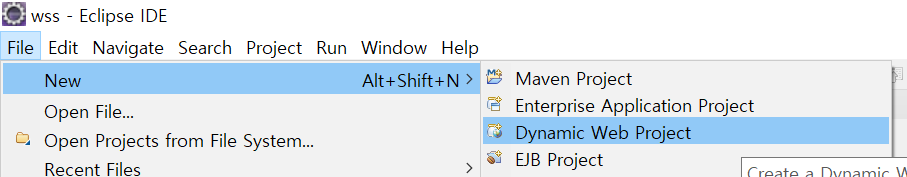 wss - Eclipse IDE
File Edit Navigate Search Project Run Window Help
New Alt+Shift+N >
Open File...
Open Projects from File System...
Recent Files >
Maven Project
Enterprise Application Project
Dynamic Web Project
EJB Project
Create a Dynamic